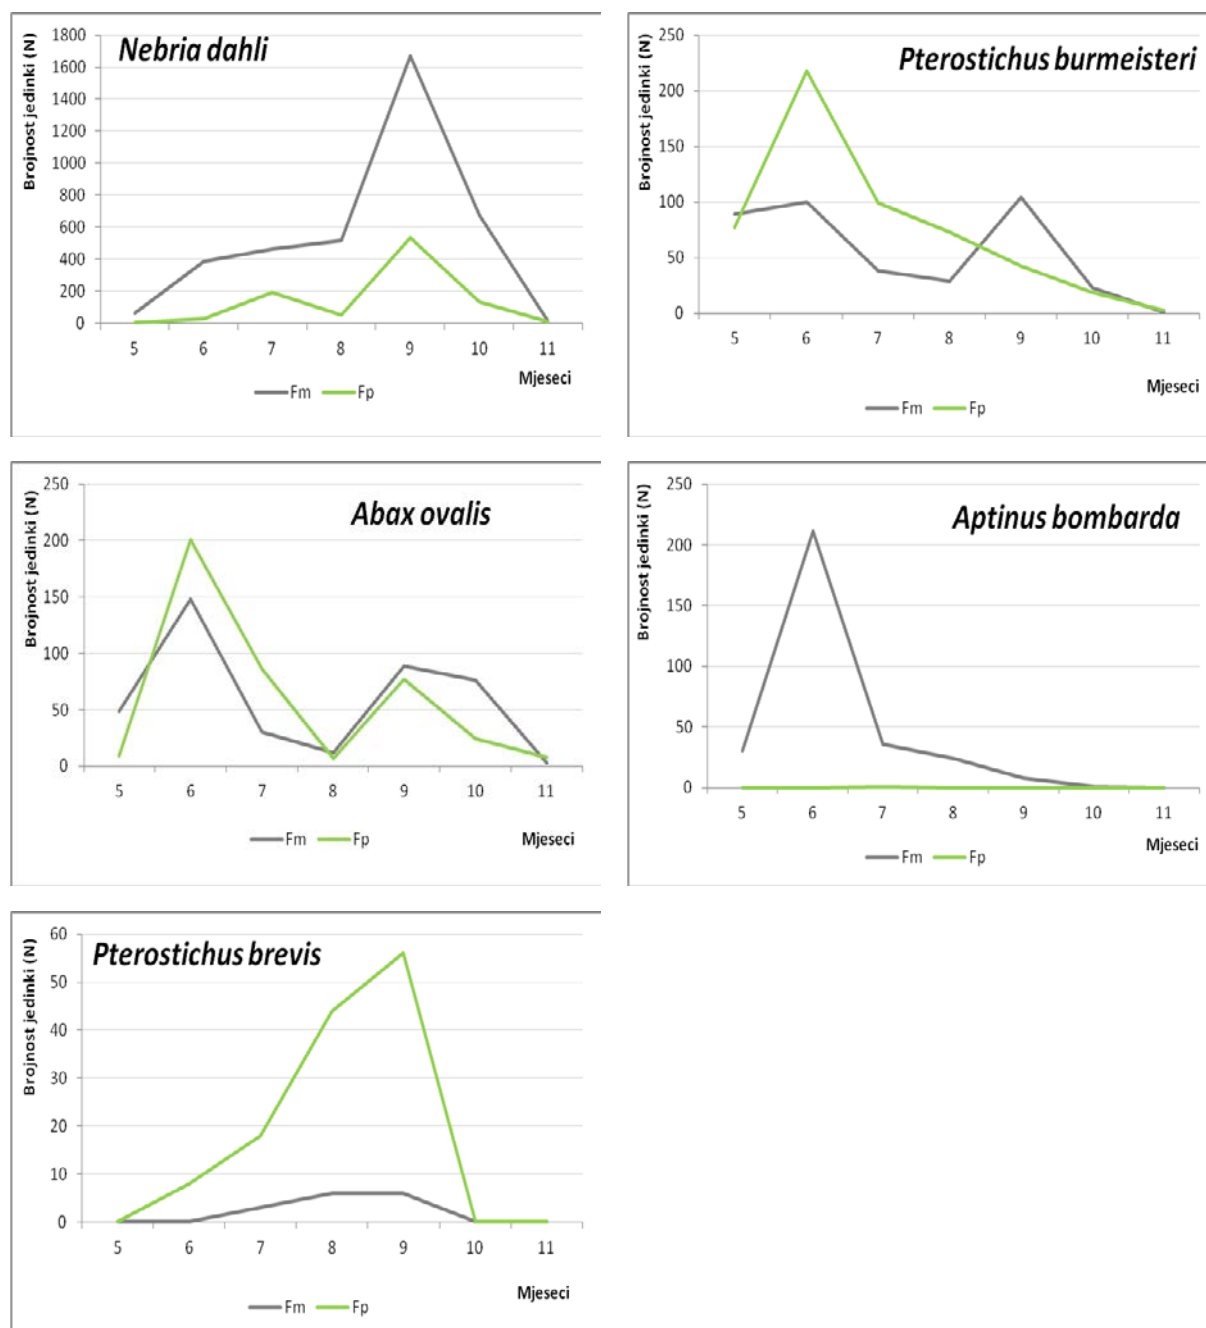 Nebria dahli
Brojnost jedinki (N)
1800
1600
1400
1200
1000
800
600
400
200
0
5 6 7 8 9 10 11
Mjeseci
Fm Fp
Pterostichus burmeisteri
Brojnost jedinki (N)
250
200
150
100
50
0
5 6 7 8 9 10 11
Mjeseci
Fm Fp
Abax ovalis
Brojnost jedinki (N)
250
200
150
100
50
0
5 6 7 8 9 10 11
Mjeseci
Fm Fp
Aptinus bombarda
Brojnost jedinki (N)
250
200
150
100
50
0
5 6 7 8 9 10 11
Mjeseci
Fm Fp
Pterostichus brevis
Brojnost jedinki (N)
60
50
40
30
20
10
0
5 6 7 8 9 10 11
Mjeseci
Fm Fp